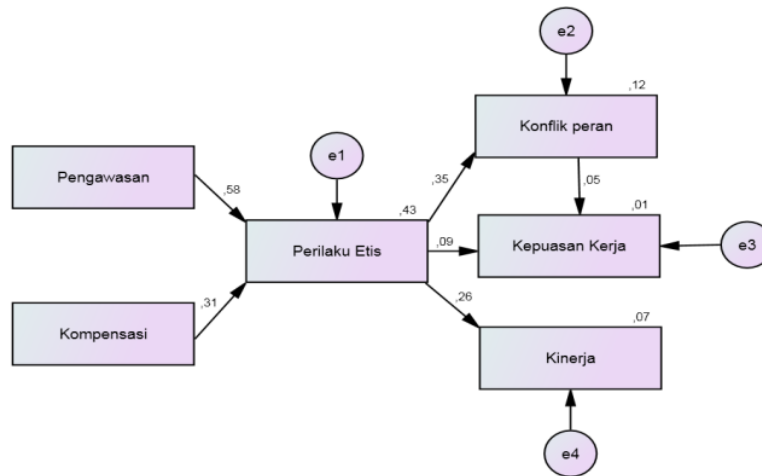 e2
,12
Konflik peran
e1
Pengawasan
,58
,35
,05
,43
,01
Perilaku Etis
,09
Kepuasan Kerja
e3
,31
,26
Kompensasi
,07
Kinerja
e4